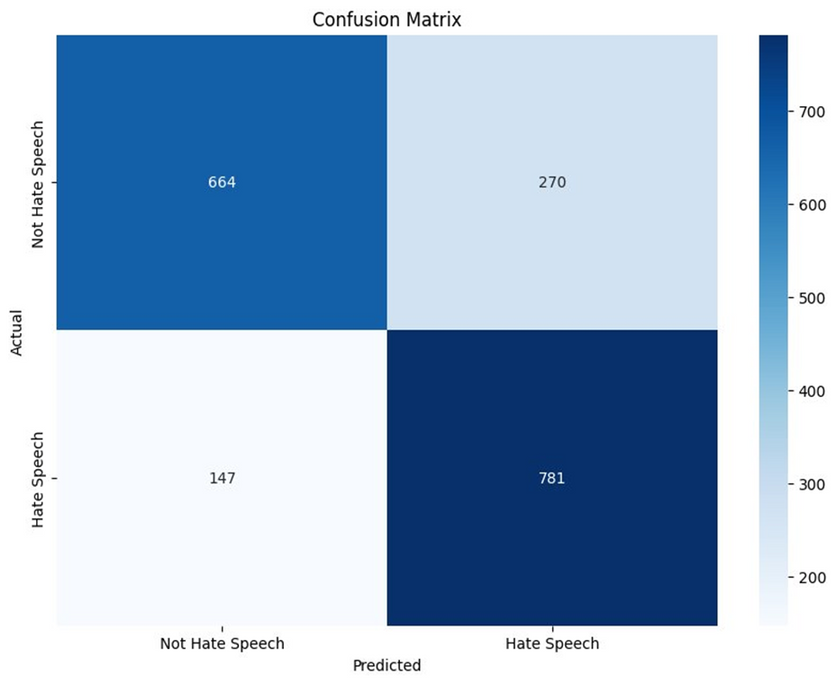 Confusion Matrix
Not Hate Speech
Hate Speech
Actual
664
270
147
781
Not Hate Speech
Hate Speech
Predicted
700
600
500
400
300
200